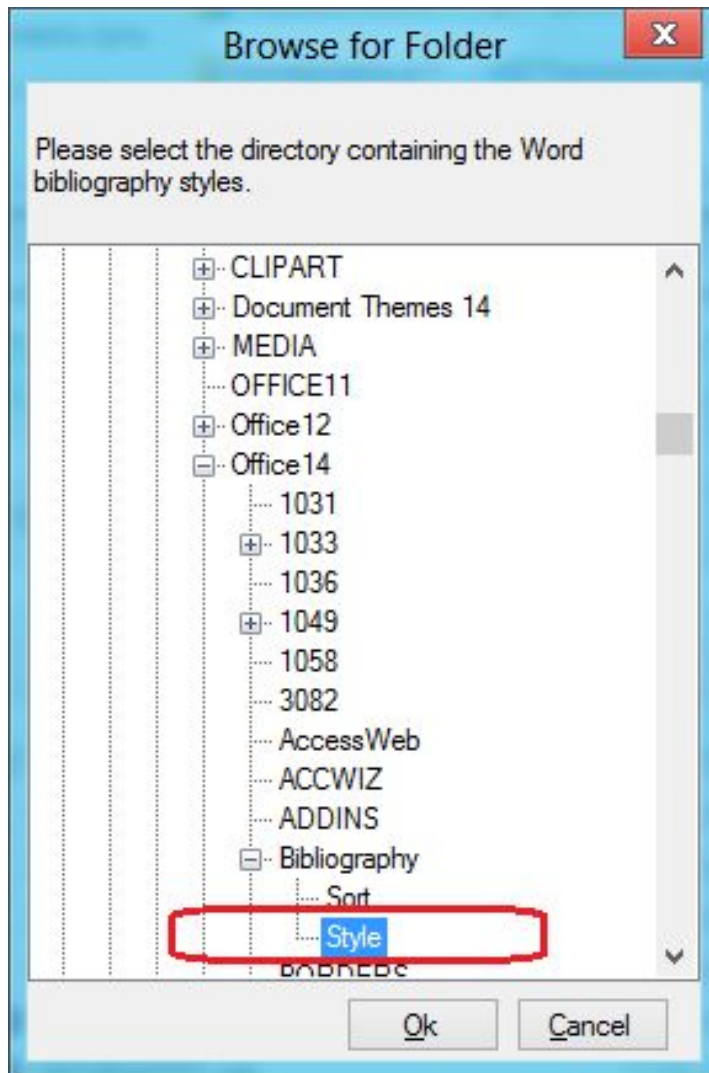 Browse for Folder
Please select the directory containing the Word
bibliography styles.
CLIPART
Document Themes 14
MEDIA
OFFICE11
Office12
Office14
1031
1033
1036
1049
1058
3082
AccessWeb
ACCWIZ
ADDINS
Bibliography
Sort
Style
BORDERS
Ok Cancel